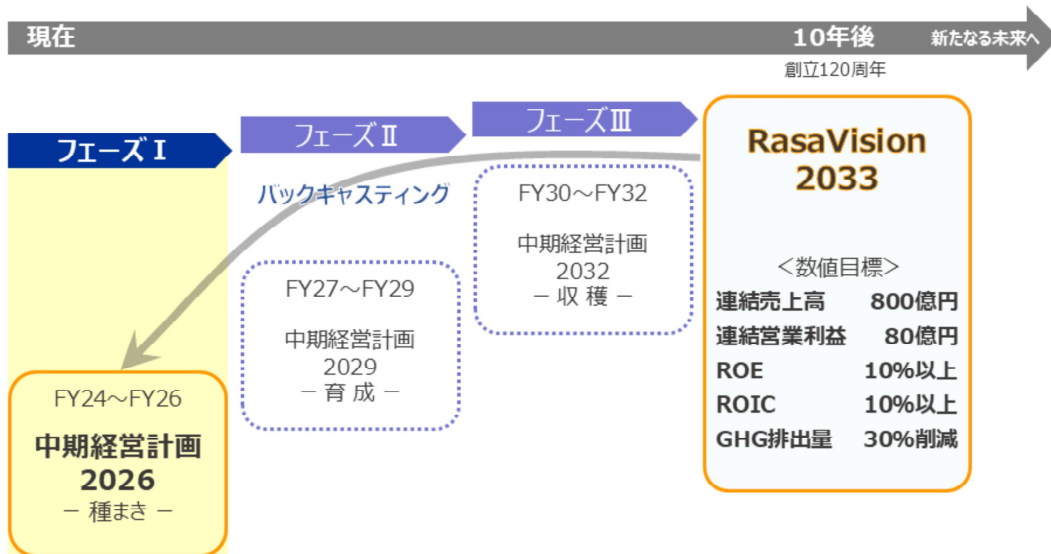 現在
10年後
新たなる未来へ
創立120周年
フェーズⅠ
フェーズⅡ
フェーズⅢ
バックキャスティング
FY24～FY26
中期経営計画
2026
－ 種まき －
FY27～FY29
中期経営計画
2029
－ 育 成 －
FY30～FY32
中期経営計画
2032
－ 収 穫 －
RasaVision
2033
＜数値目標＞
連結売上高 800億円
連結営業利益 80億円
ROE 10%以上
ROIC 10%以上
GHG排出量 30%削減